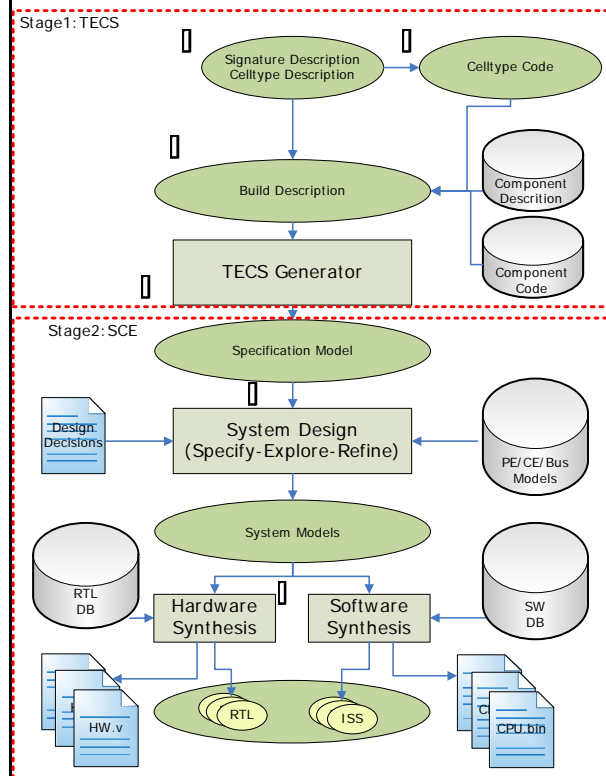 Stage1: TECS
Signature Description
Celltype Description
Celltype Code
Build Description
Component
Descrition
TECS Generator
Component
Code
Stage2: SCE
Specification Model
Design
Decisions
System Design
(Specify-Explore-Refine)
PE/CE/Bus
Models
System Models
RTL
DB
Hardware
Synthesis
Software
Synthesis
SW
DB
HW.v
RTL
ISS
CPU.bin